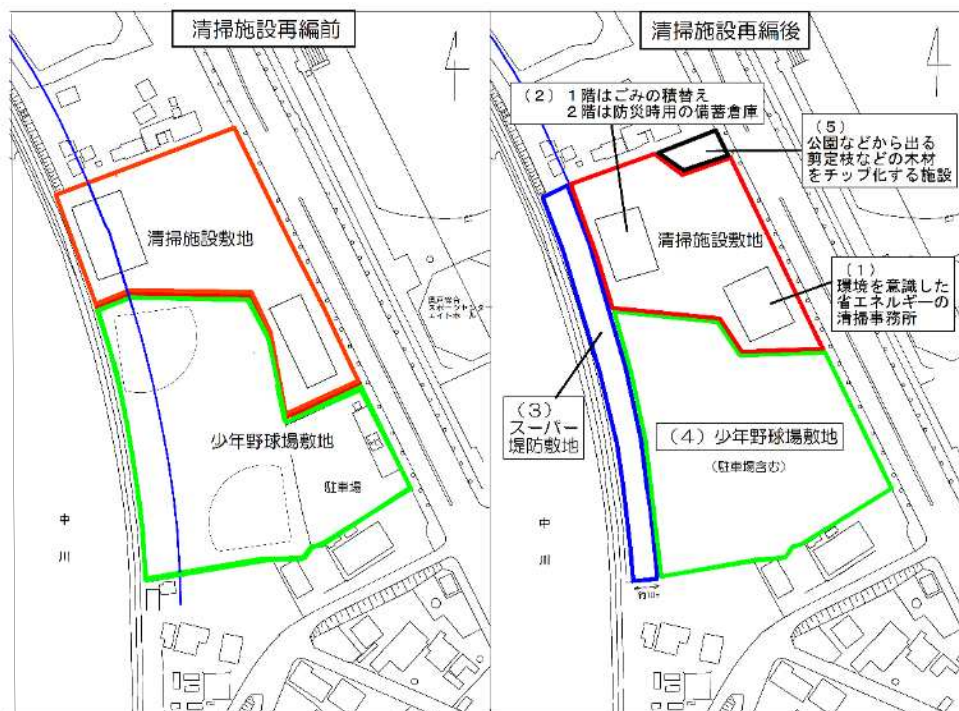 清掃施設再編前
清掃施設敷地
少年野球場敷地
駐車場
中
川
清掃施設再編後
(2) 1階はごみの積替え
2階は防災時用の備蓄倉庫
(5)
公園などから出る
剪定枝などの木材
をチップ化する施設
清掃施設敷地
(1)
環境を意識した
省エネルギーの
清掃事務所
(3)
スーパー
堤防敷地
(4)少年野球場敷地
(駐車場含む)
中
川